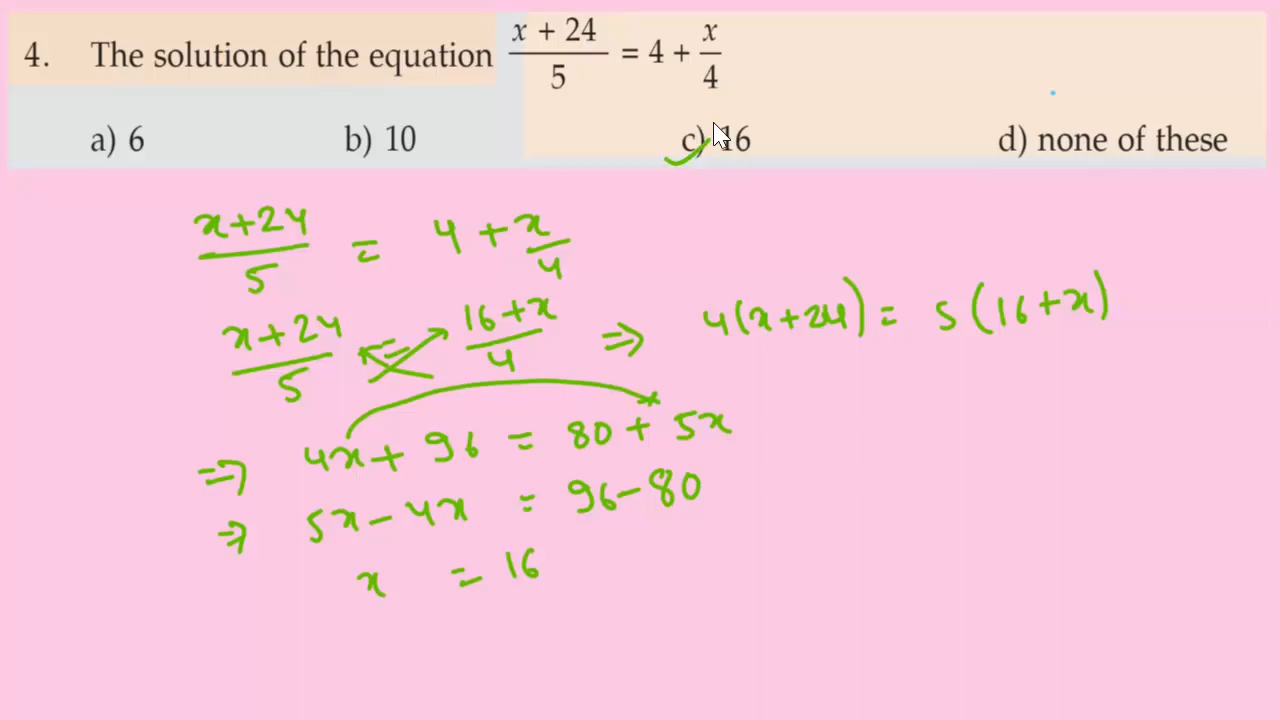 4. The solution of the equation (x + 24)/5 = 4 + x/4
a) 6 b) 10 c) 16 d) none of these
(x+24)/5 = 4 + x/4
(x+24)/5 = (16+x)/4 ⇒ 4(x+24) = 5(16+x)
⇒ 4x + 96 = 80 + 5x
⇒ 5x - 4x = 96 - 80
x = 16